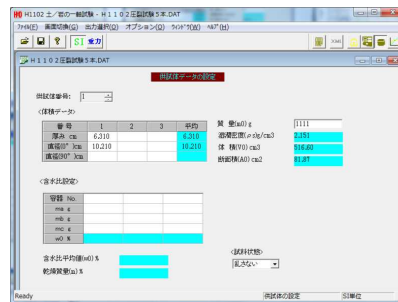 H1102 土/岩の一軸試験 - H1102圧裂試験5本.DAT
ファイル(F) 画面切換(G) 出力選択(O) オプション(O) ウィンドウ(W) ヘルプ(H)
SI 重力
H1102圧裂試験5本.DAT
供試体データの設定
供試体番号: 1
<体積データ>
番号 1 2 3 平均
厚み cm 6.310 6.310
直径(0° )cm 10.210 10.210
直径(90° )cm
質 量(m0)g 1111
湿潤密度(ρs)g/cm3 2.151
体 積(V0)cm3 516.60
断面積(A0)cm2 81.87
<含水比設定>
容器 No.
ma g
mb g
mc g
w0 %
含水比平均値(w0)%
乾燥質量(m)%
<試料状態>
乱さない
Ready 供試体の設定 SI単位